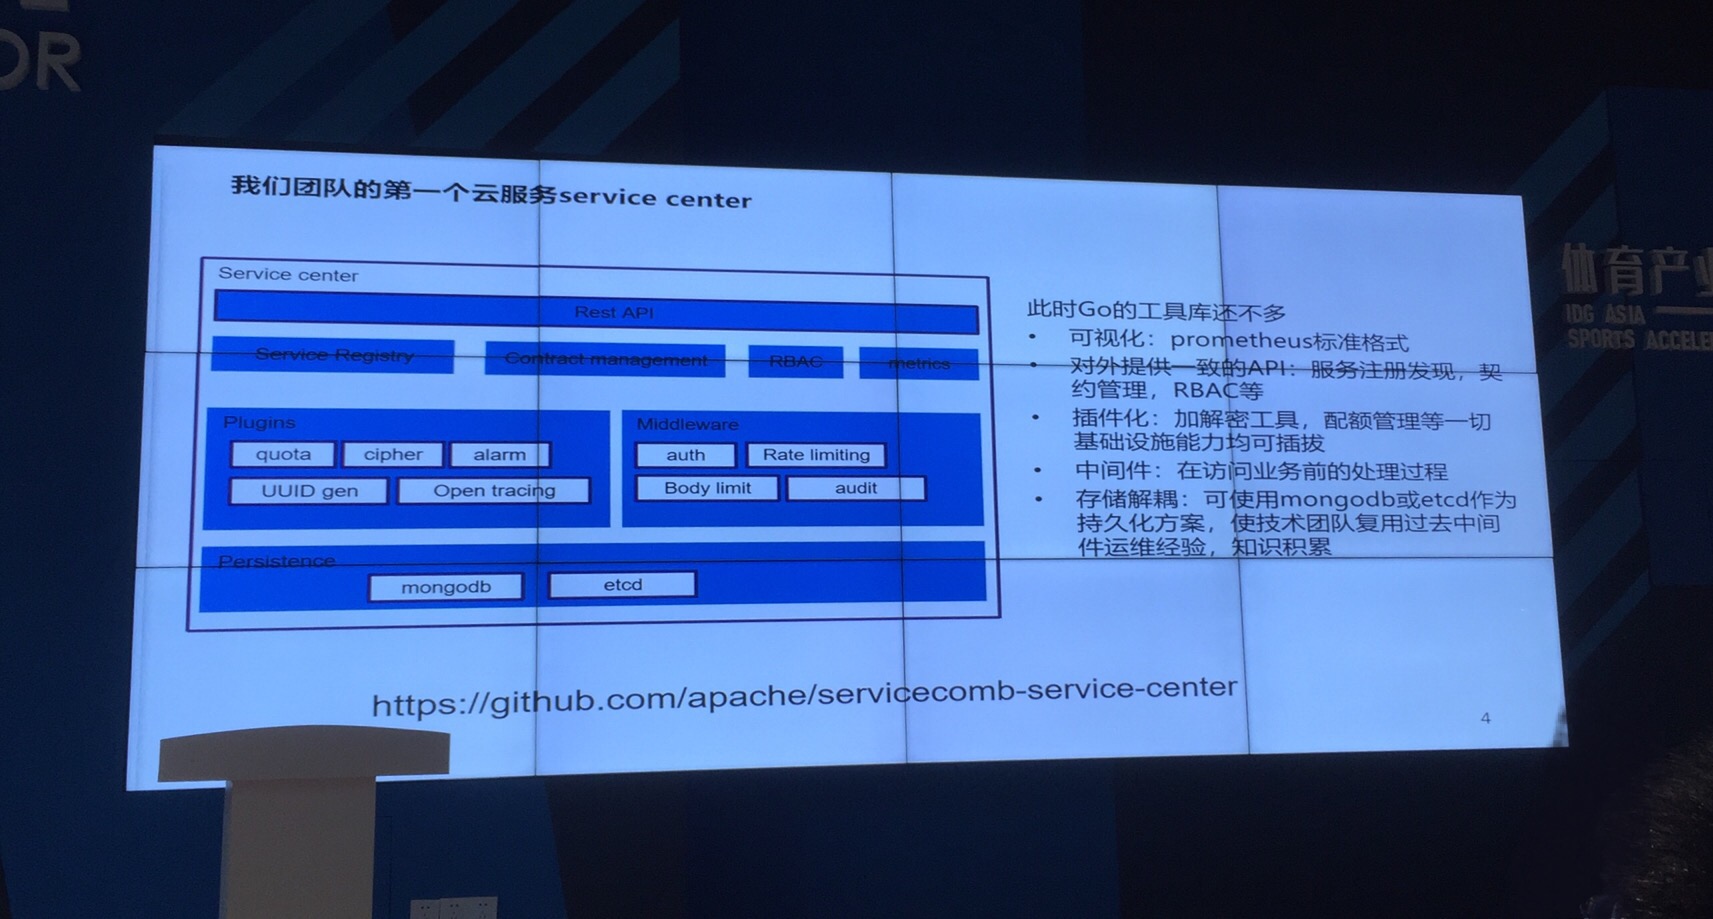 OR
我们团队的第一个云服务service center
Service center
Rest API
Service Registry
Contract management
RBAC
metrics
Plugins
quota
cipher
alarm
UUID gen
Open tracing
Middleware
auth
Rate limiting
Body limit
audit
Persistence
mongodb
etcd
此时Go的工具库还不多
• 可视化：prometheus标准格式
• 对外提供一致的API：服务注册发现，契
约管理，RBAC等
• 插件化：加解密工具，配额管理等一切
基础设施能力均可插拔
• 中间件：在访问业务前的处理过程
• 存储解耦：可使用mongodb或etcd作为
持久化方案，使技术团队复用过去中间
件运维经验，知识积累
https://github.com/apache/servicecomb-service-center
4
体育产业
IDG ASIA
SPORTS ACCELE